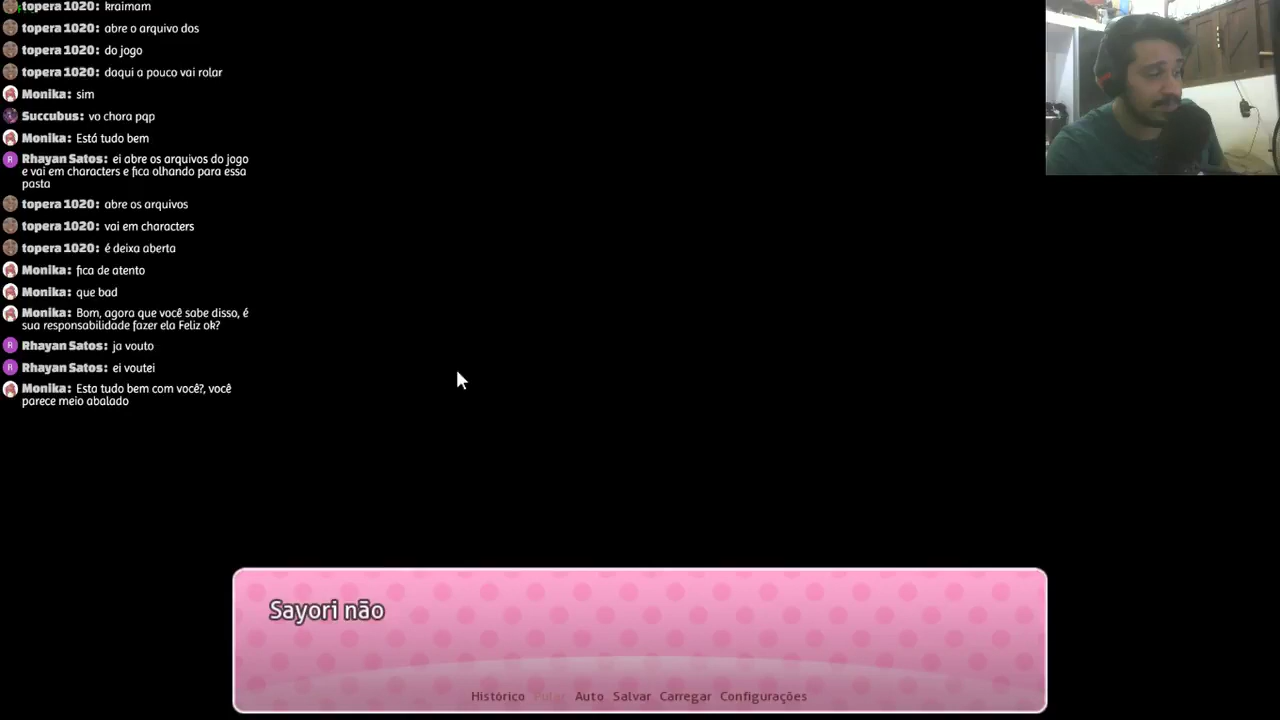 topera 1020: kraimam
topera 1020: abre o arquivo dos
topera 1020: do jogo
topera 1020: daqui a pouco vai rolar
Monika: sim
Succubus: vo chora pqp
Monika: Está tudo bem
Rhayan Satos: ei abre os arquivos do jogo
e vai em characters e fica olhando para essa
pasta
topera 1020: abre os arquivos
topera 1020: vai em characters
topera 1020: é deixa aberta
Monika: fica de atento
Monika: que bad
Monika: Bom, agora que você sabe disso, é
sua responsabilidade fazer ela Feliz ok?
Rhayan Satos: ja vouto
Rhayan Satos: ei voutei
Monika: Esta tudo bem com você?, você
parece meio abalado
Sayori não
Histórico Pular Auto Salvar Carregar Configurações